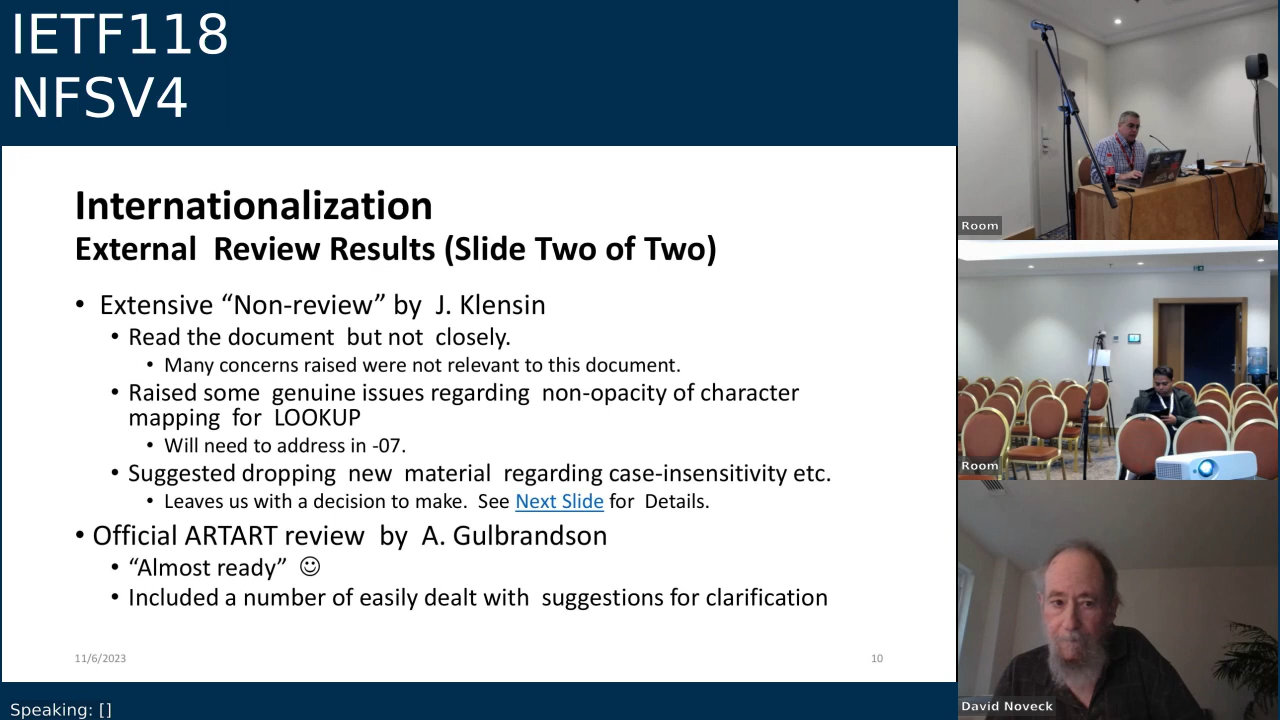 IETF118
NFSV4
Internationalization
External Review Results (Slide Two of Two)
• Extensive “Non-review” by J. Klensin
• Read the document but not closely.
• Many concerns raised were not relevant to this document.
• Raised some genuine issues regarding non-opacity of character
mapping for LOOKUP
• Will need to address in -07.
• Suggested dropping new material regarding case-insensitivity etc.
• Leaves us with a decision to make. See Next Slide for Details.
• Official ARTART review by A. Gulbrandson
• “Almost ready” ☺
• Included a number of easily dealt with suggestions for clarification
11/6/2023
10
Speaking: []
Room
Room
David Noveck